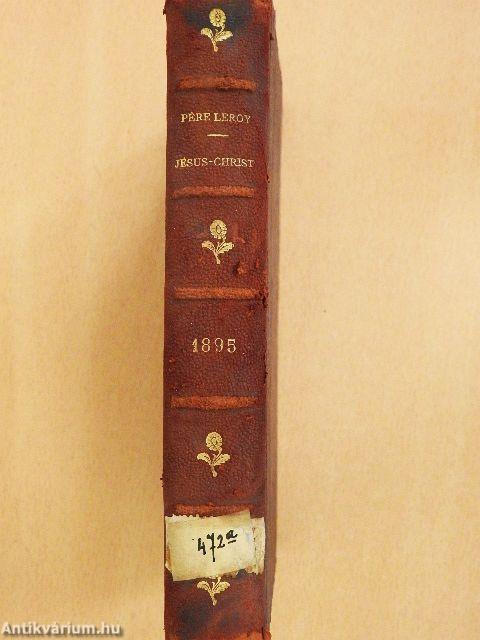 PÈRE LEROY
JÉSUS-CHRIST
1895
472a
Antikvárium.hu